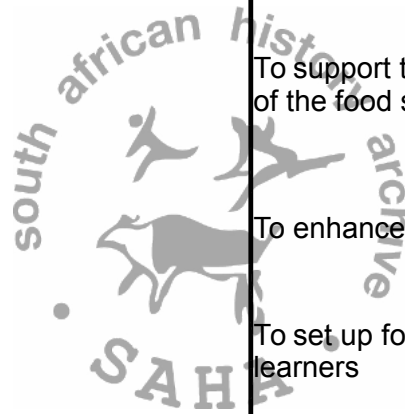 south african history archive
SAHA
To support t
of the food s
To enhance
To set up fo
learners